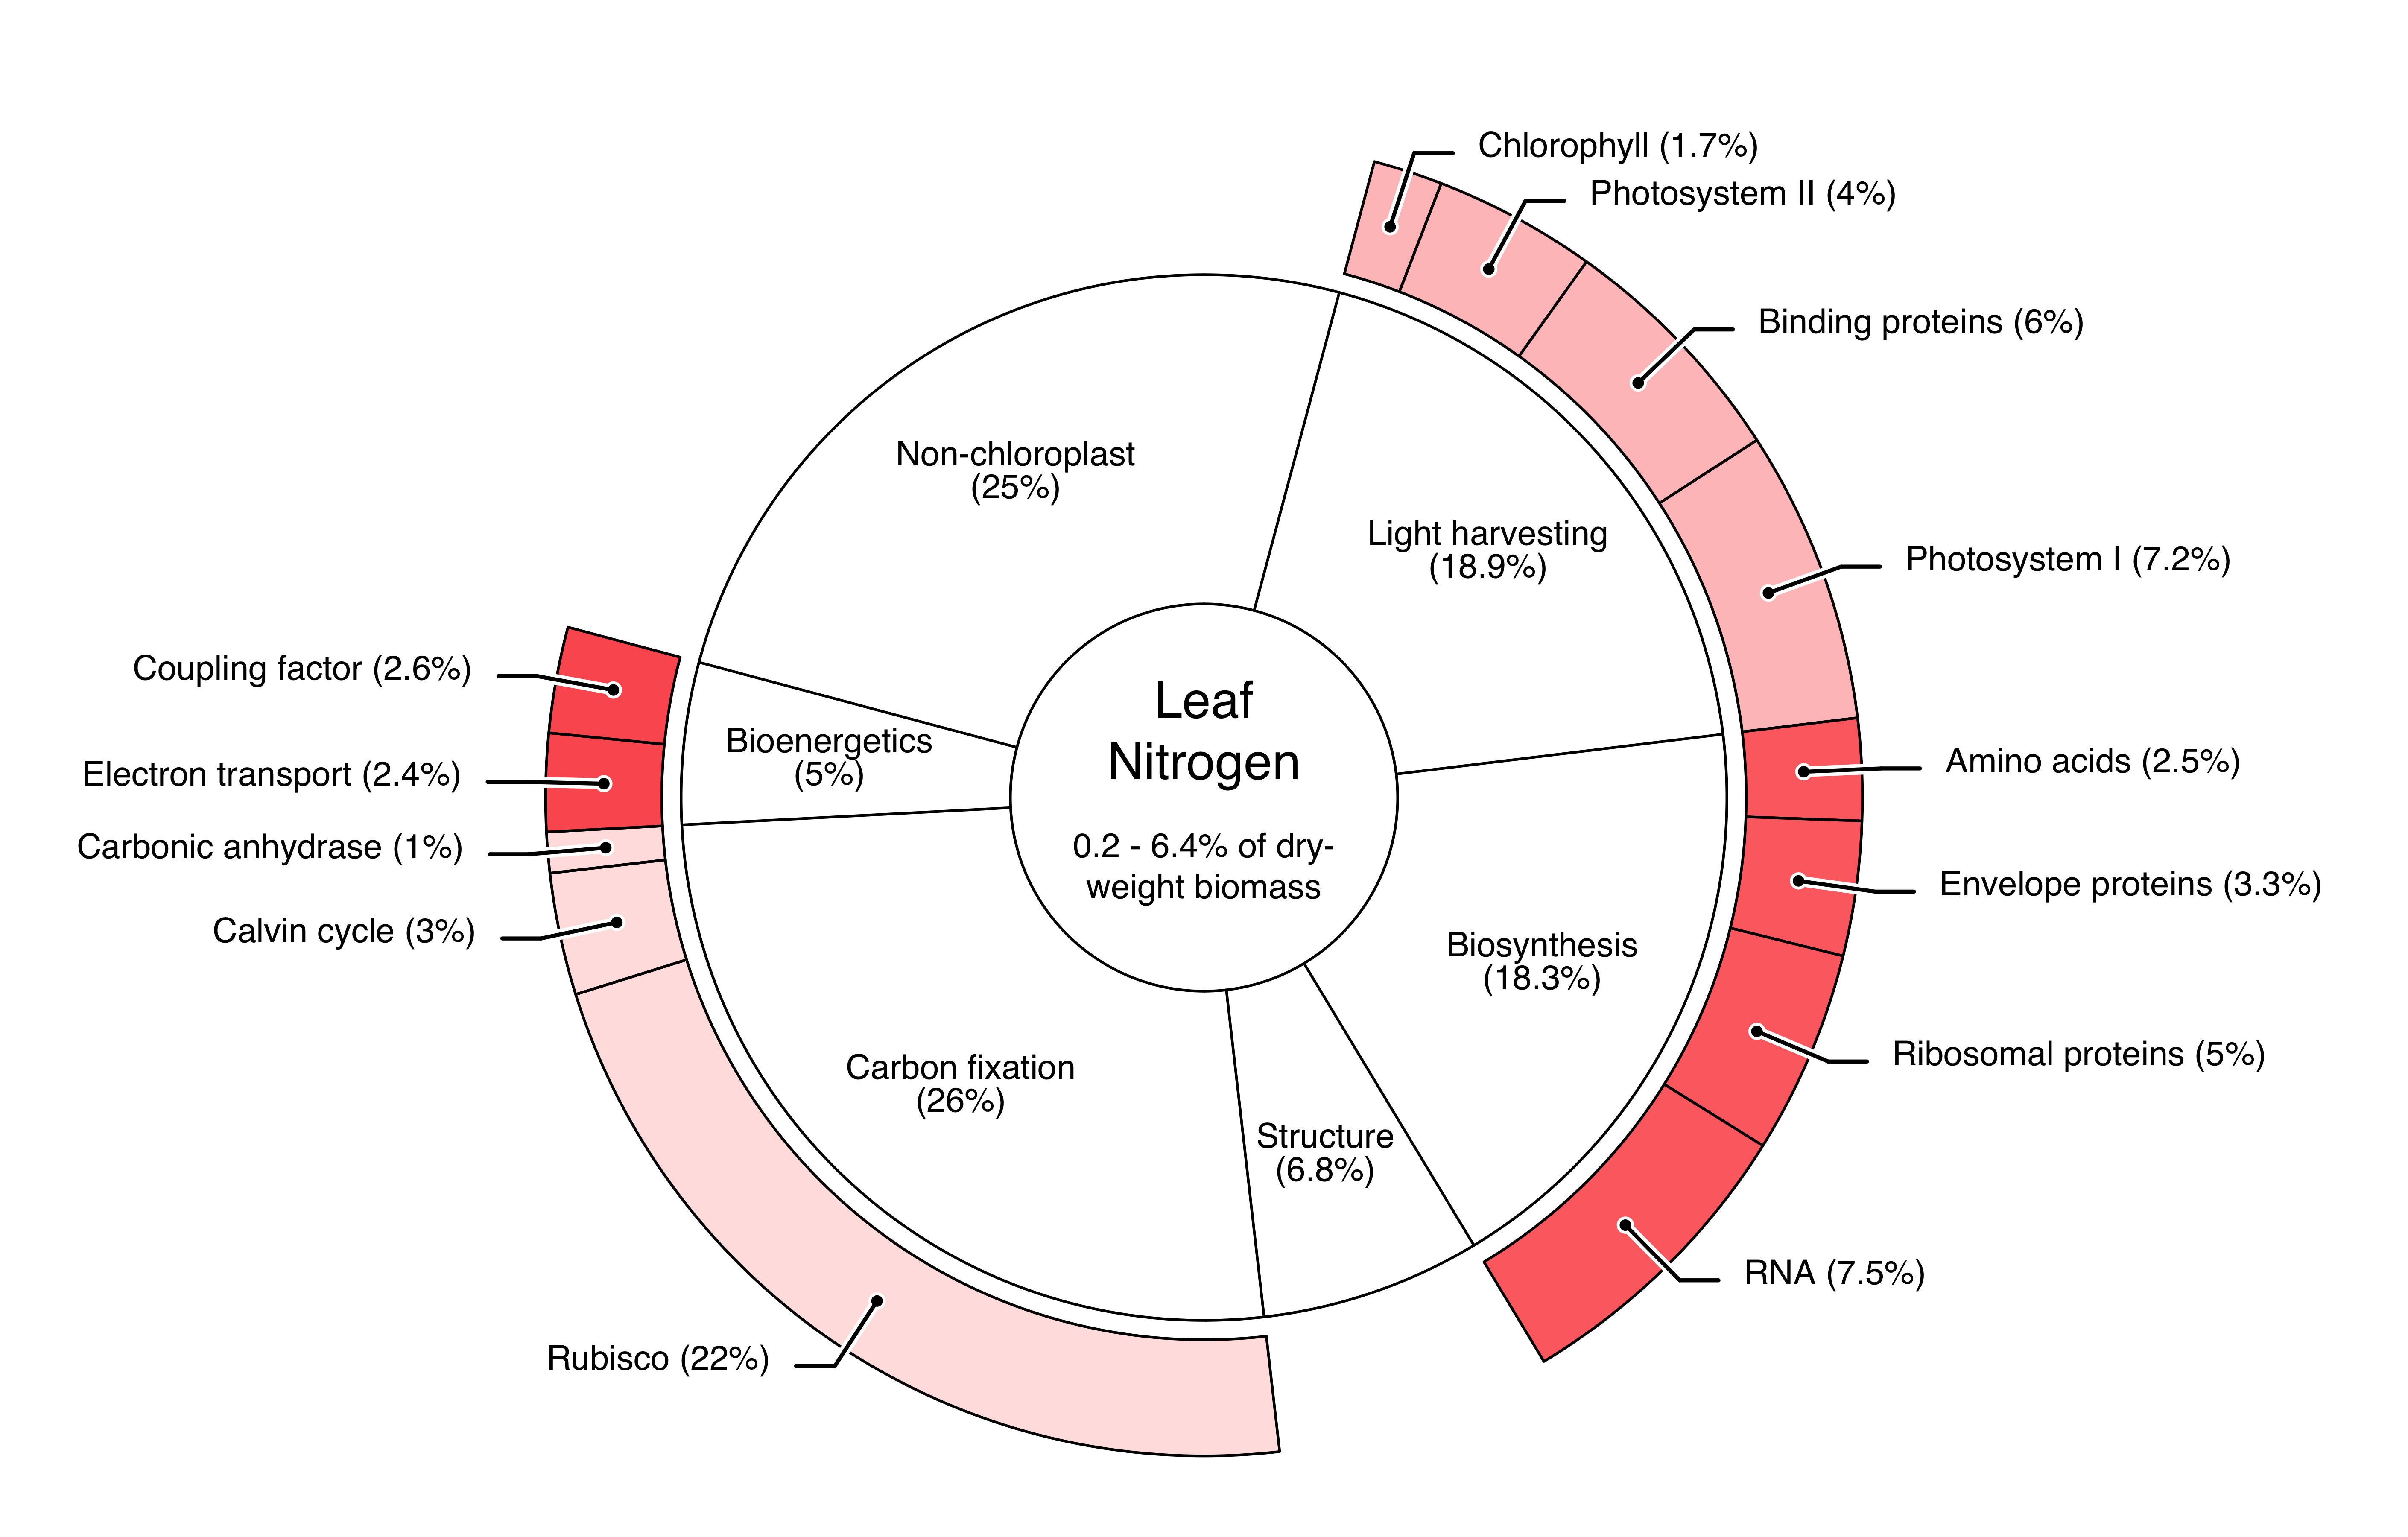 Chlorophyll (1.7%)
Photosystem II (4%)
Binding proteins (6%)
Non-chloroplast
(25%)
Light harvesting
(18.9%)
Photosystem I (7.2%)
Coupling factor (2.6%)
Leaf
Nitrogen
0.2 - 6.4% of dry-
weight biomass
Bioenergetics
(5%)
Electron transport (2.4%)
Amino acids (2.5%)
Carbonic anhydrase (1%)
Envelope proteins (3.3%)
Calvin cycle (3%)
Biosynthesis
(18.3%)
Ribosomal proteins (5%)
Carbon fixation
(26%)
Structure
(6.8%)
RNA (7.5%)
Rubisco (22%)